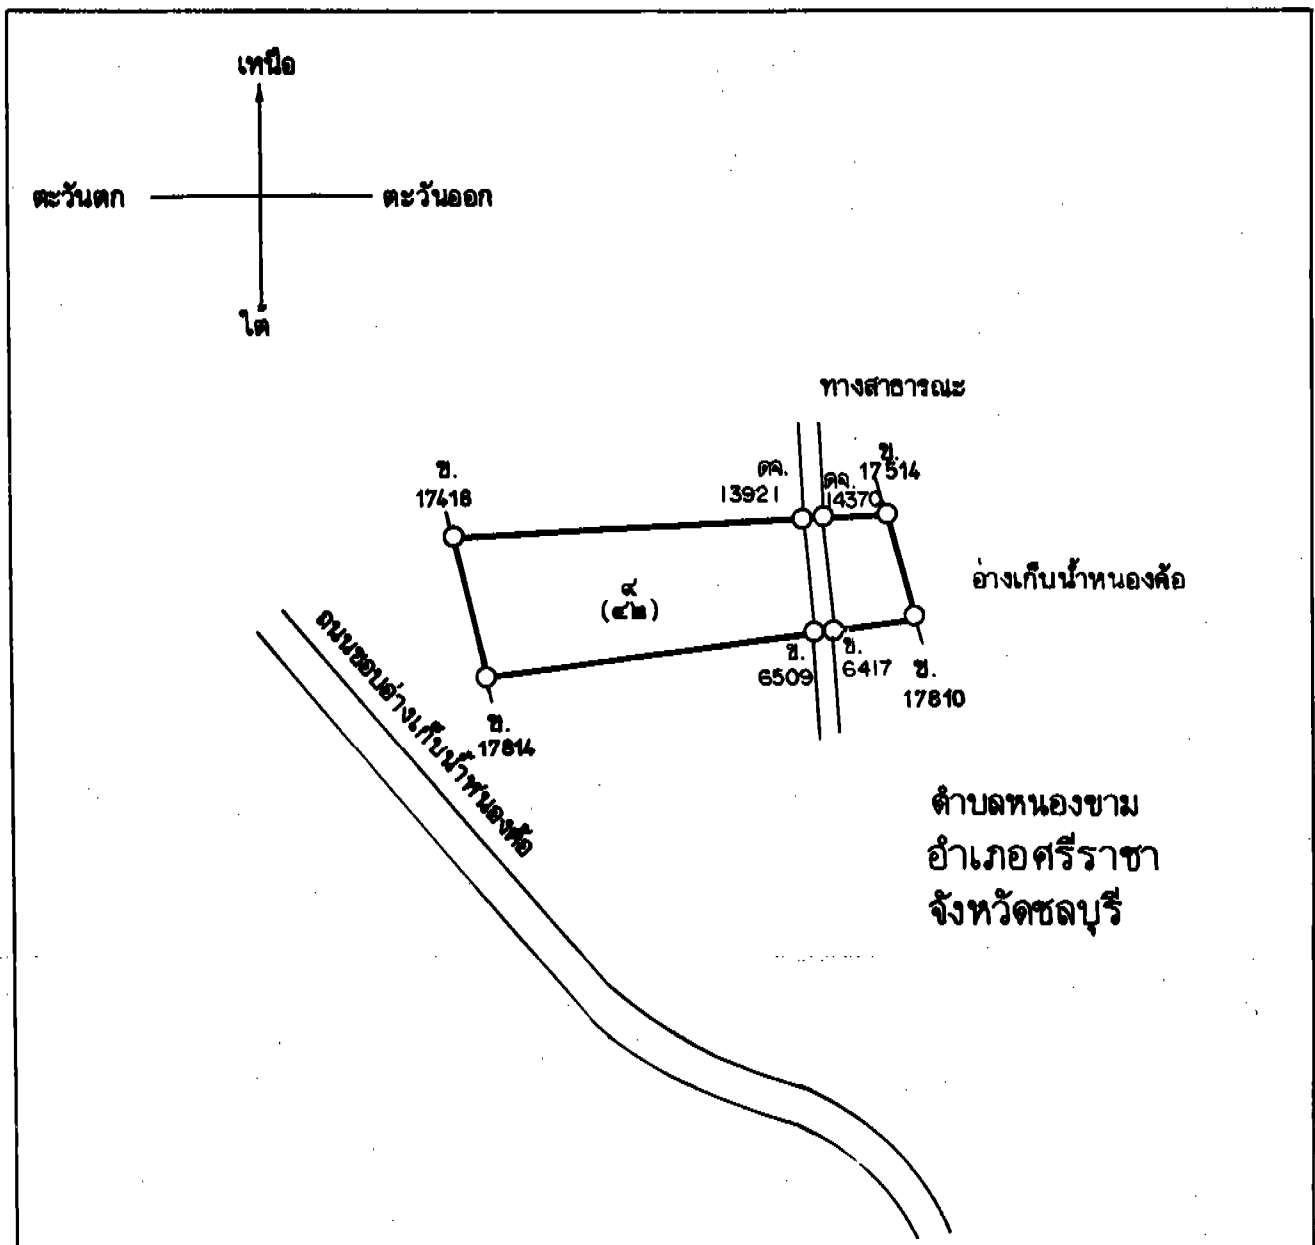 เหนือ
ตะวันตก
ตะวันออก
ใต้
ทางสาธารณะ
ข.
17418
ดจ.
13921
ดจ.
14370
ข.
17514
๙
(๔๒)
อ่างเก็บน้ำหนองค้อ
ข.
6509
ข.
6417
ข.
17810
ข.
17814
ถนนขอบอ่างเก็บน้ำหนองค้อ
ตำบลหนองขาม
อำเภอศรีราชา
จังหวัดชลบุรี